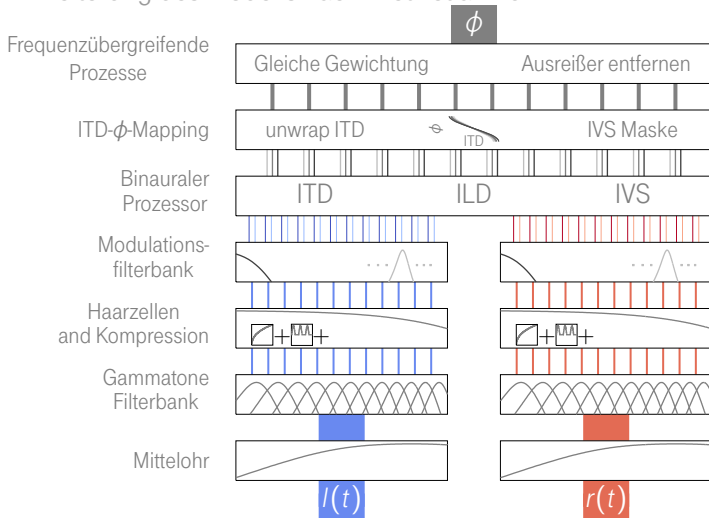 ϕ
Frequenzübergreifende
Prozesse
Gleiche Gewichtung
Ausreißer entfernen
ITD-ϕ-Mapping
unwrap ITD
ϕ
ITD
IVS Maske
Binauraler
Prozessor
ITD
ILD
IVS
Modulations-
filterbank
... ...
... ...
Haarzellen
and Kompression
+ +
+ +
Gammatone
Filterbank
Mittelohr
l(t)
r(t)